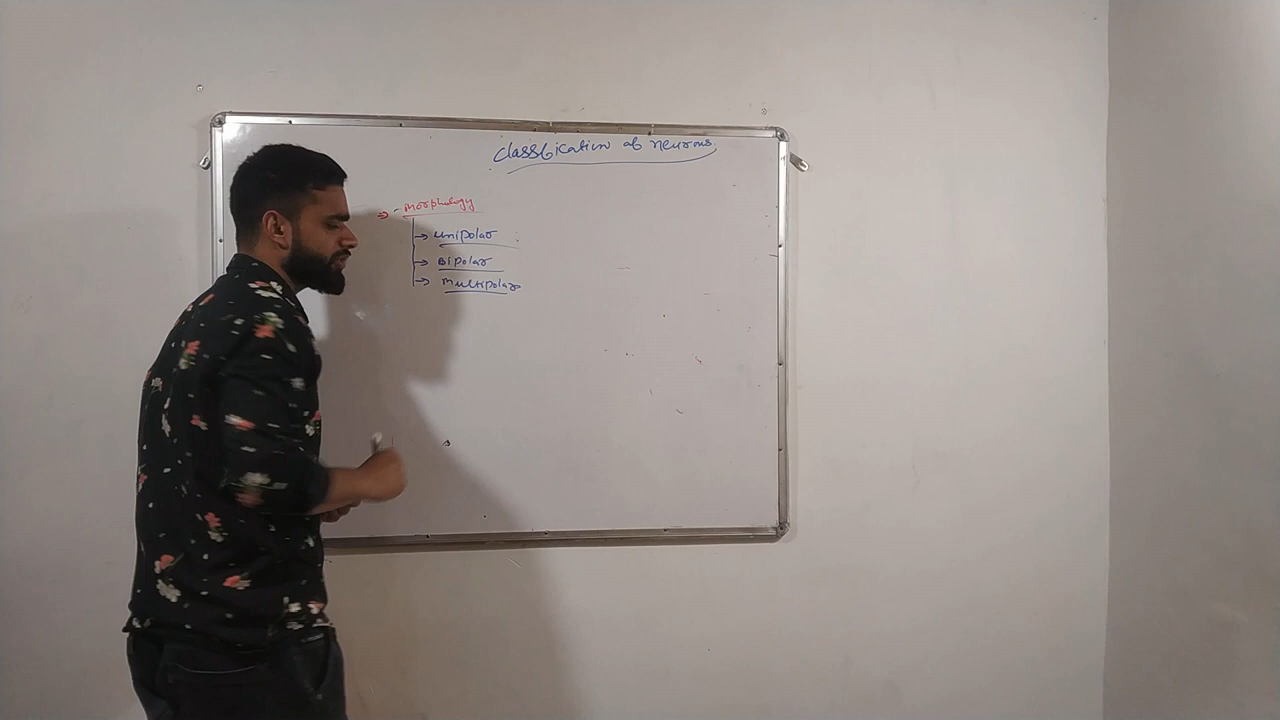 Classification of neurons.
⇒ - Morphology
→ unipolar
→ Bipolar
→ Multipolar